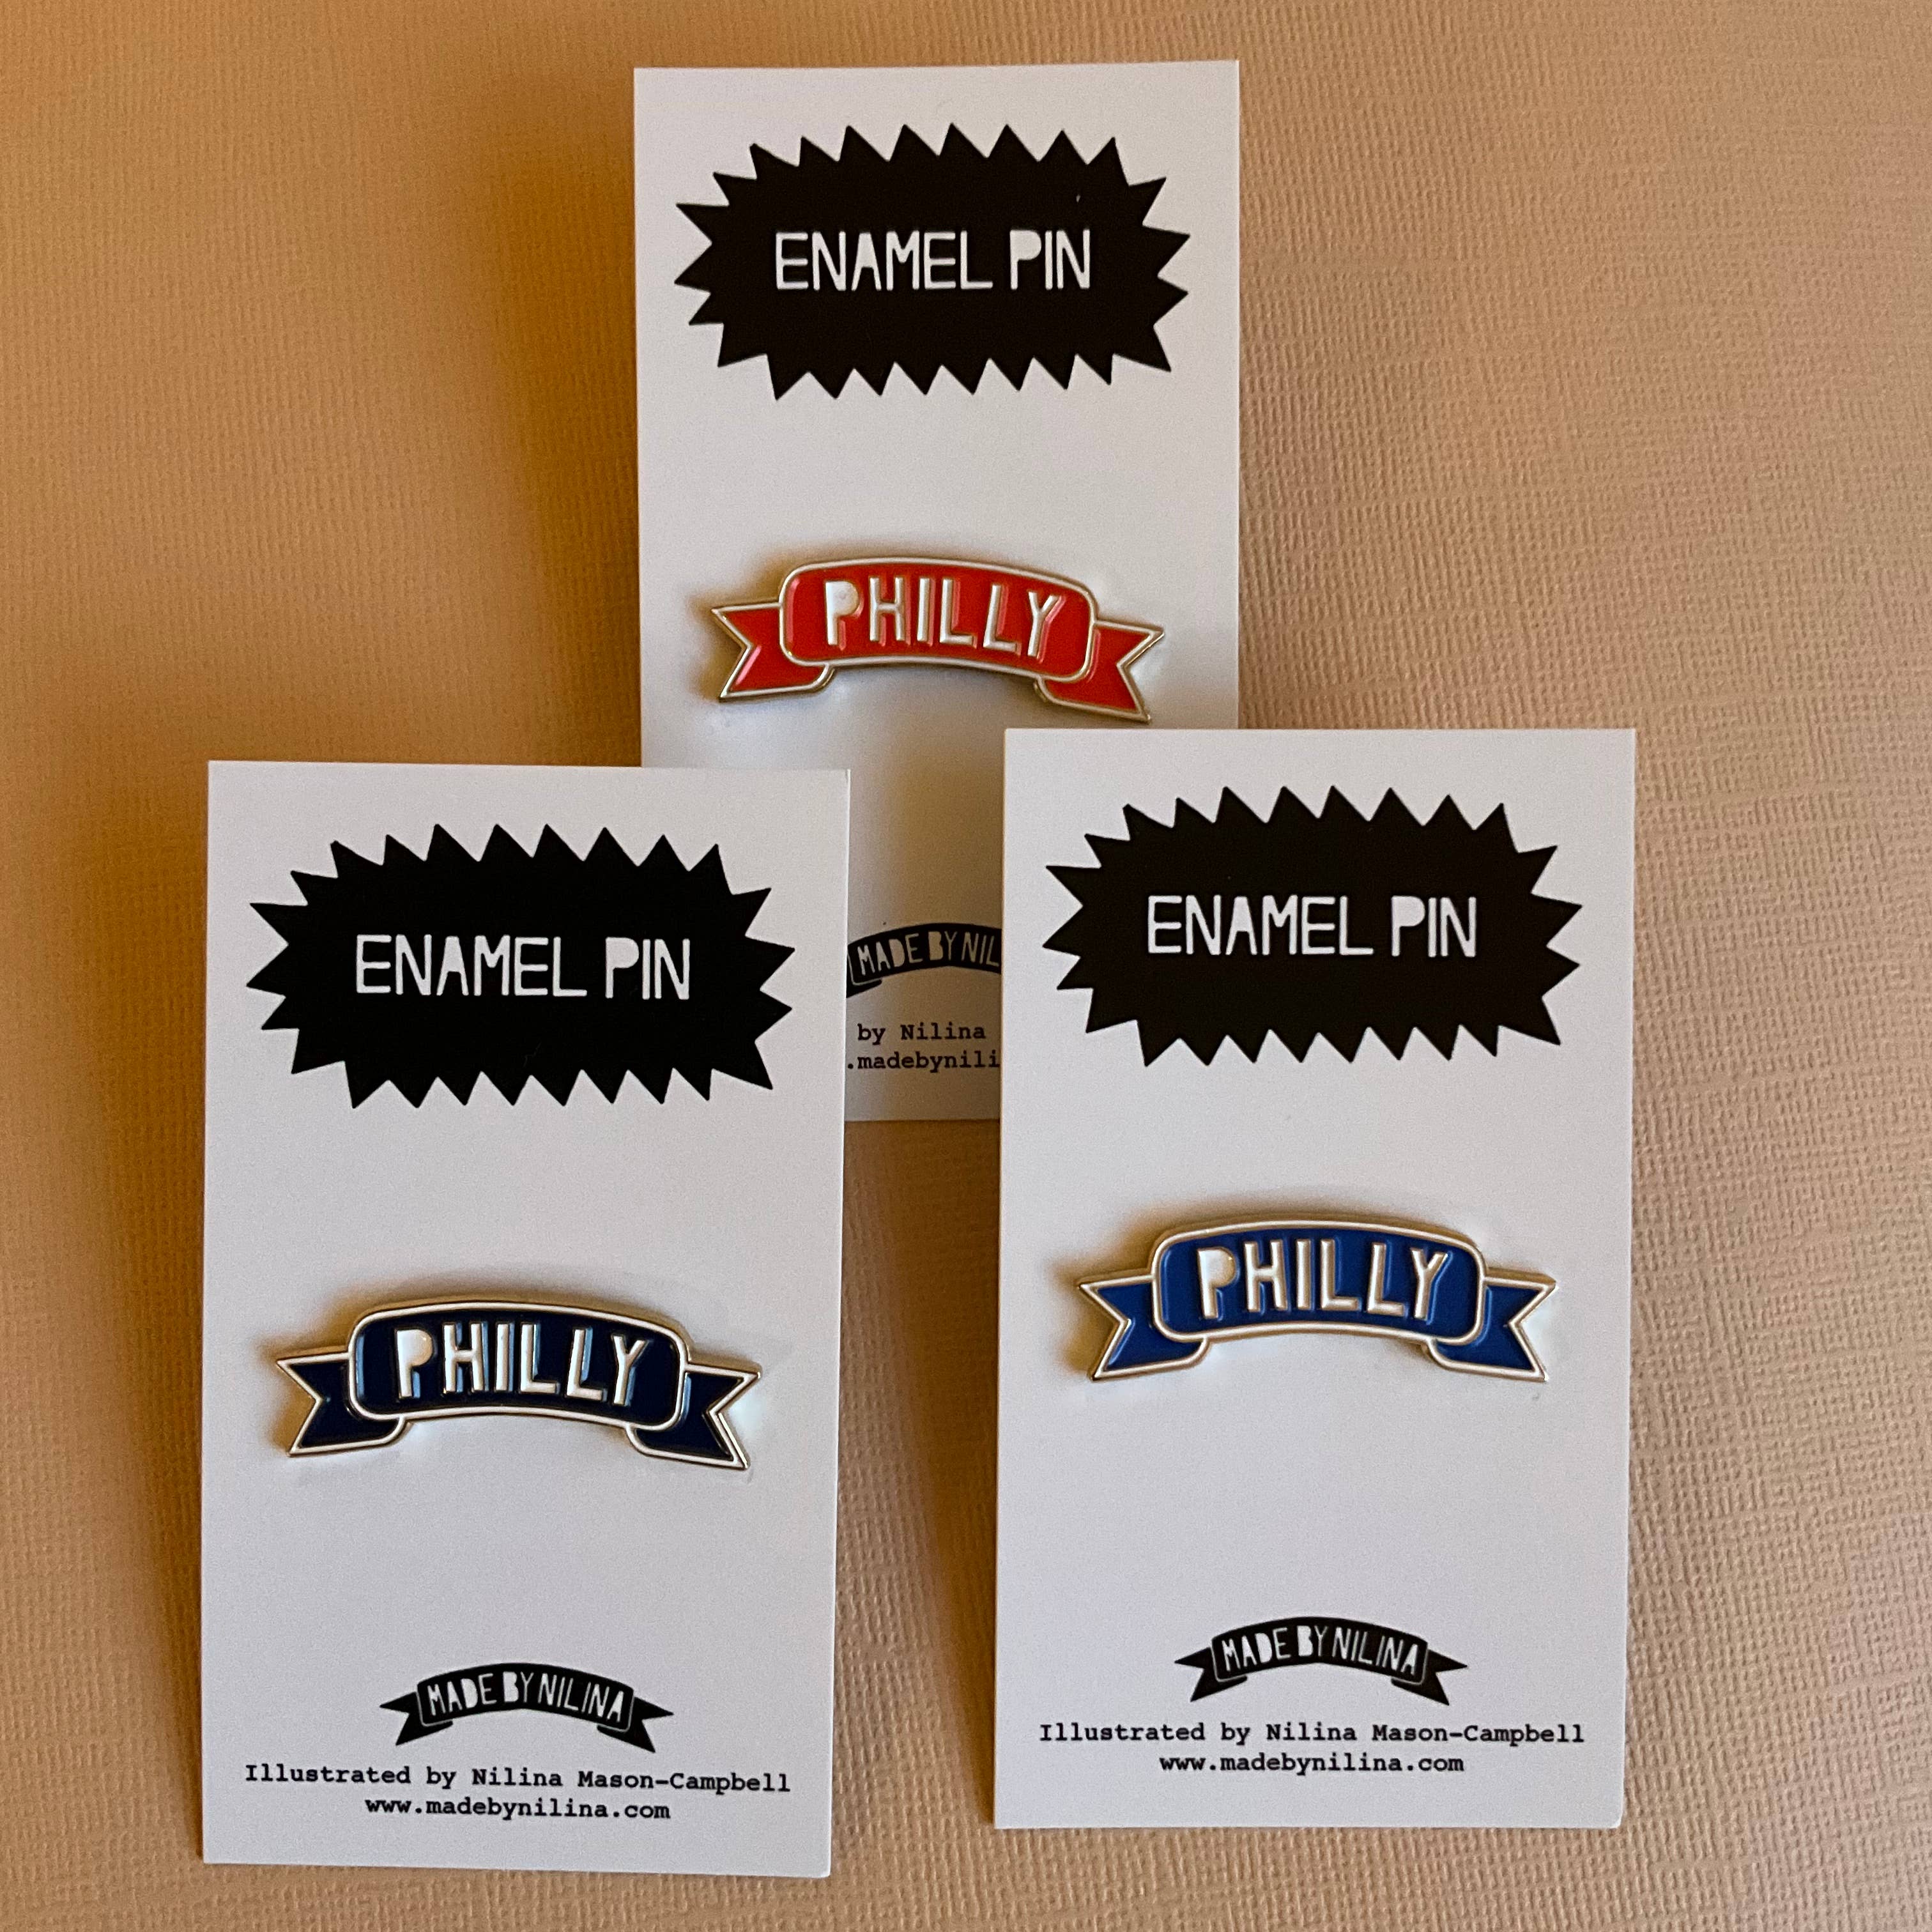 ENAMEL PIN
PHILLY
MADE BY NIL
by Nilina
.madebynili
ENAMEL PIN
PHILLY
MADE BY NILINA
Illustrated by Nilina Mason-Campbell
www.madebynilina.com
ENAMEL PIN
PHILLY
MADE BY NILINA
Illustrated by Nilina Mason-Campbell
www.madebynilina.com